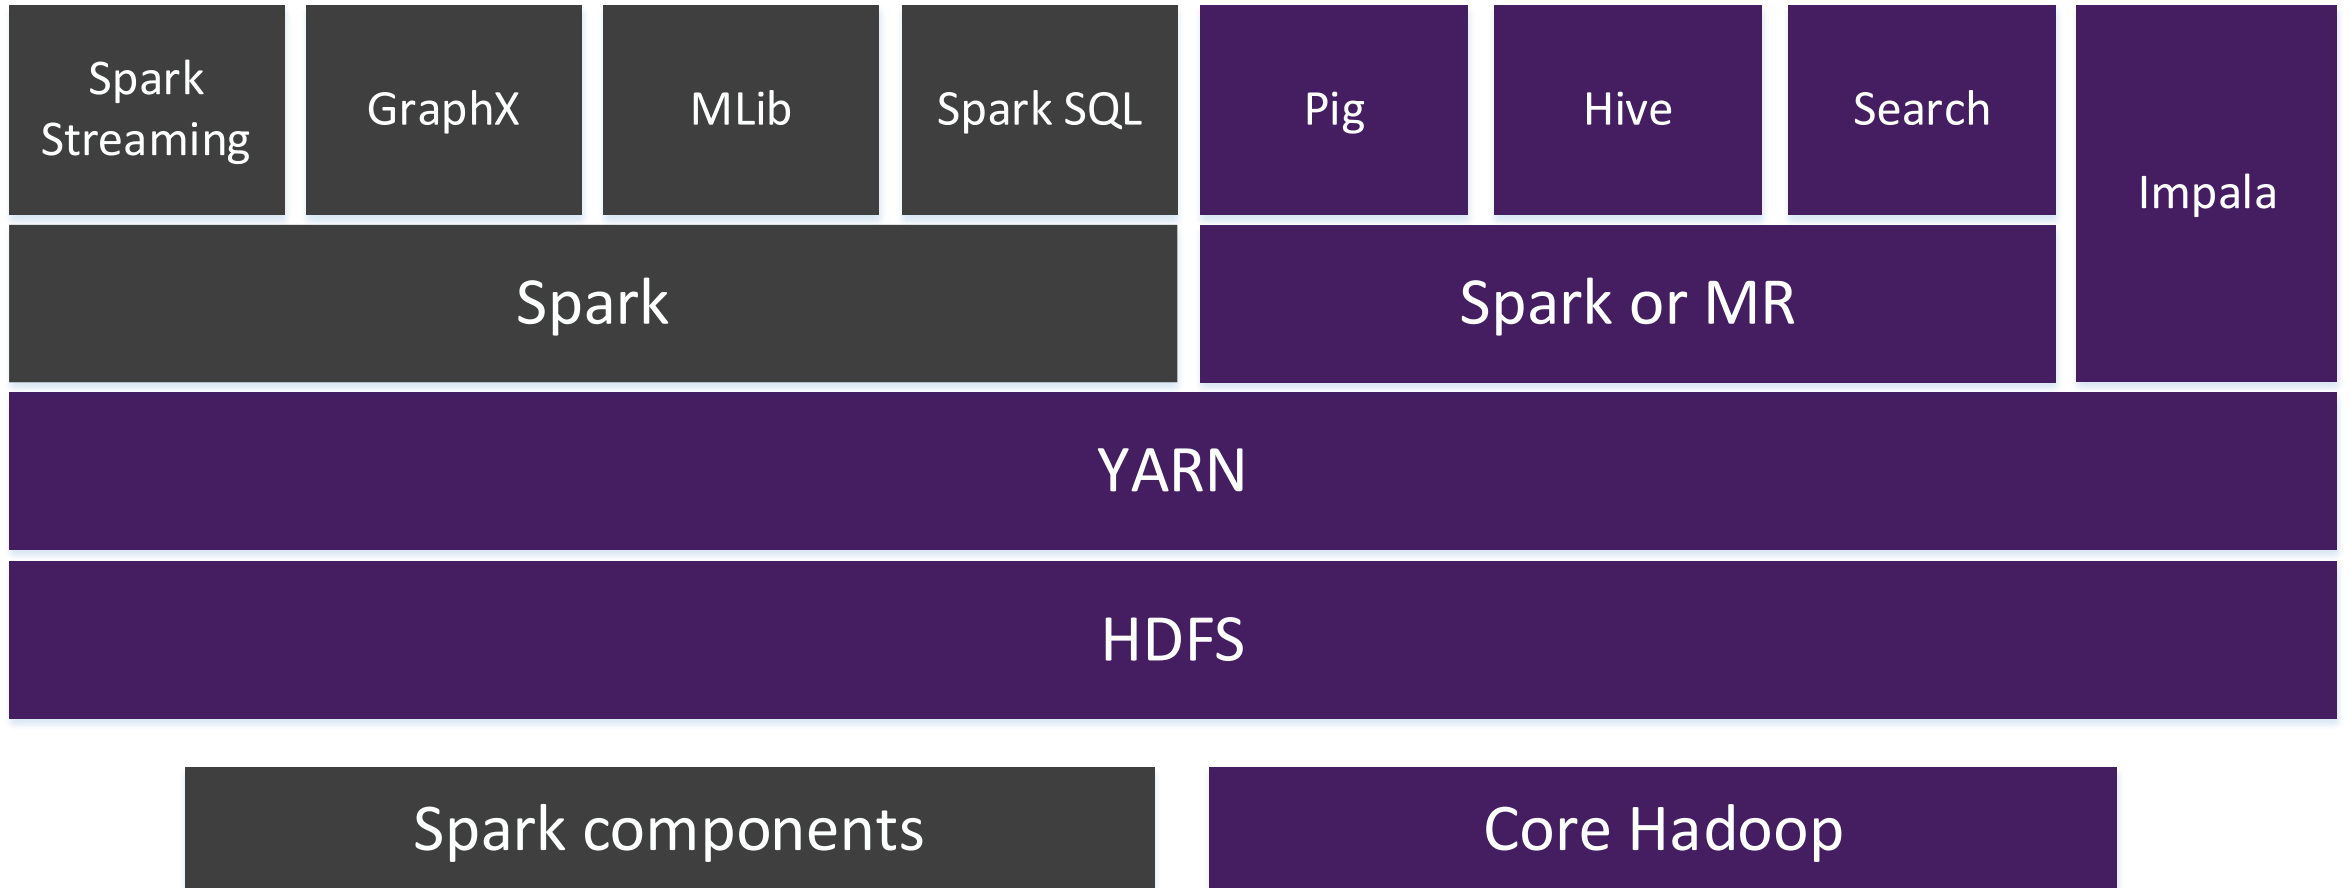 Spark
Streaming
GraphX
MLib
Spark SQL
Pig
Hive
Search
Impala
Spark
Spark or MR
YARN
HDFS
Spark components
Core Hadoop